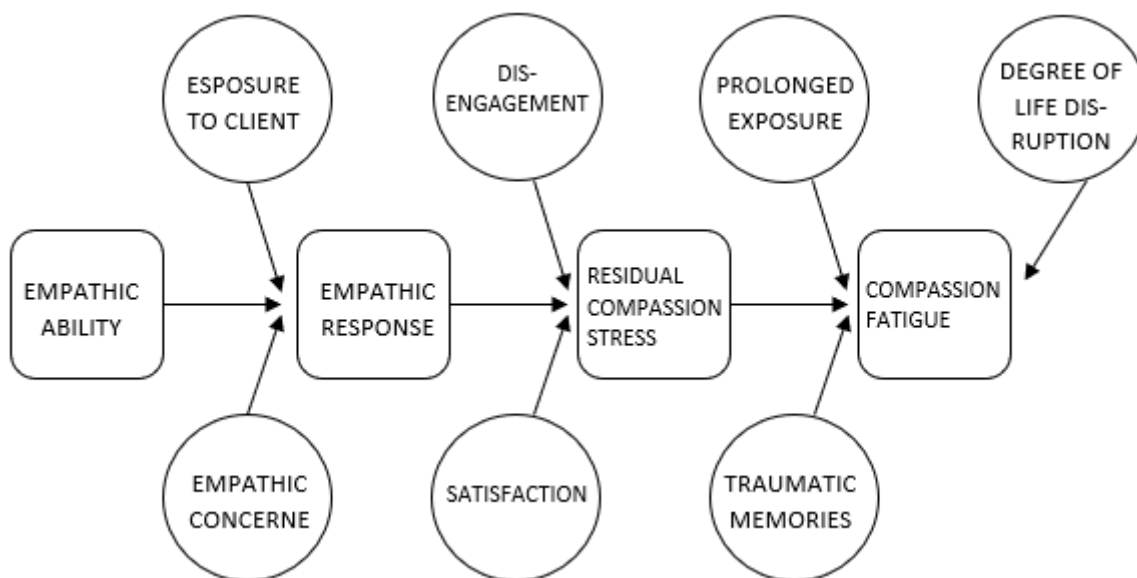 ESPOSURE
TO CLIENT
DIS-
ENGAGEMENT
PROLONGED
EXPOSURE
DEGREE OF
LIFE DIS-
RUPTION
EMPATHIC
ABILITY
EMPATHIC
RESPONSE
RESIDUAL
COMPASSION
STRESS
COMPASSION
FATIGUE
EMPATHIC
CONCERNE
SATISFACTION
TRAUMATIC
MEMORIES